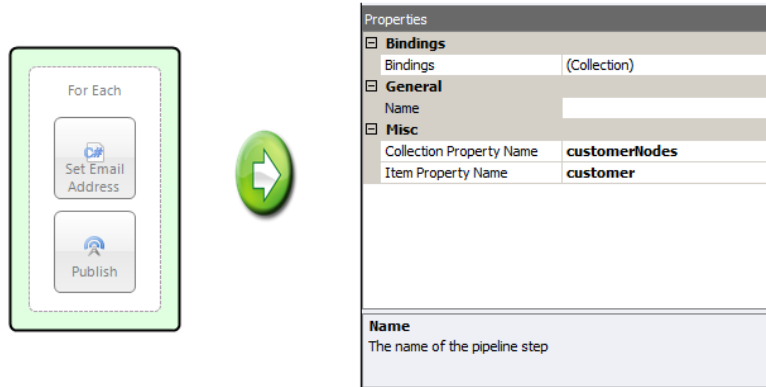 For Each
C#
Set Email
Address
Publish
Properties
Bindings
Bindings (Collection)
General
Name
Misc
Collection Property Name customerNodes
Item Property Name customer
Name
The name of the pipeline step